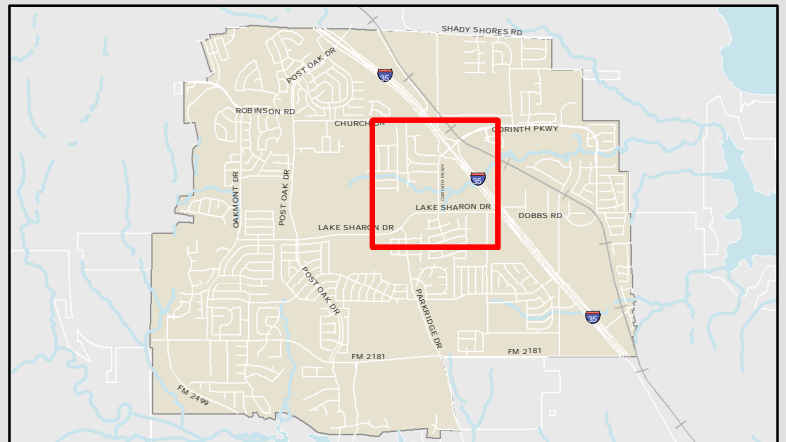 SHADY SHORES RD
POST OAK DR
35
ROBINSON RD
CHURCH DR
CORINTH PKWY
CORINTH PKWY
35
OAKMONT DR
POST OAK DR
LAKE SHARON DR
DOBBS RD
LAKE SHARON DR
POST OAK DR
PARKRIDGE DR
35
FM 2181
FM 2181
FM 2499